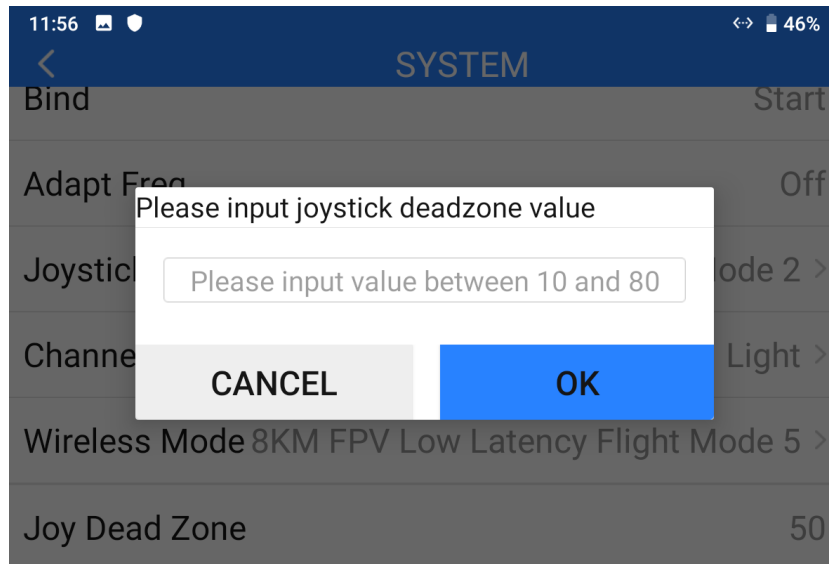 11:56 46%
SYSTEM
Bind Start
Adapt Freq Off
Please input joystick deadzone value
Joystic ode 2
Please input value between 10 and 80
Channe Light
CANCEL OK
Wireless Mode 8KM FPV Low Latency Flight Mode 5
Joy Dead Zone 50